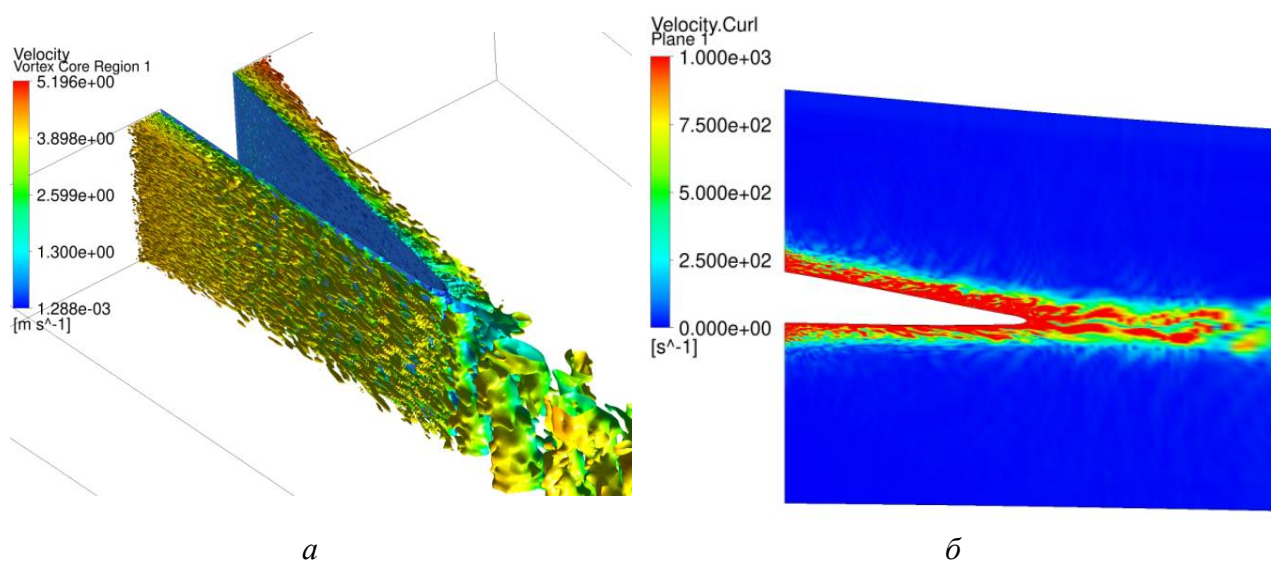 Velocity
Vortex Core Region 1
5.196e+00
3.898e+00
2.599e+00
1.300e+00
1.288e-03
[m s^-1]
Velocity.Curl
Plane 1
1.000e+03
7.500e+02
5.000e+02
2.500e+02
0.000e+00
[s^-1]
а
б